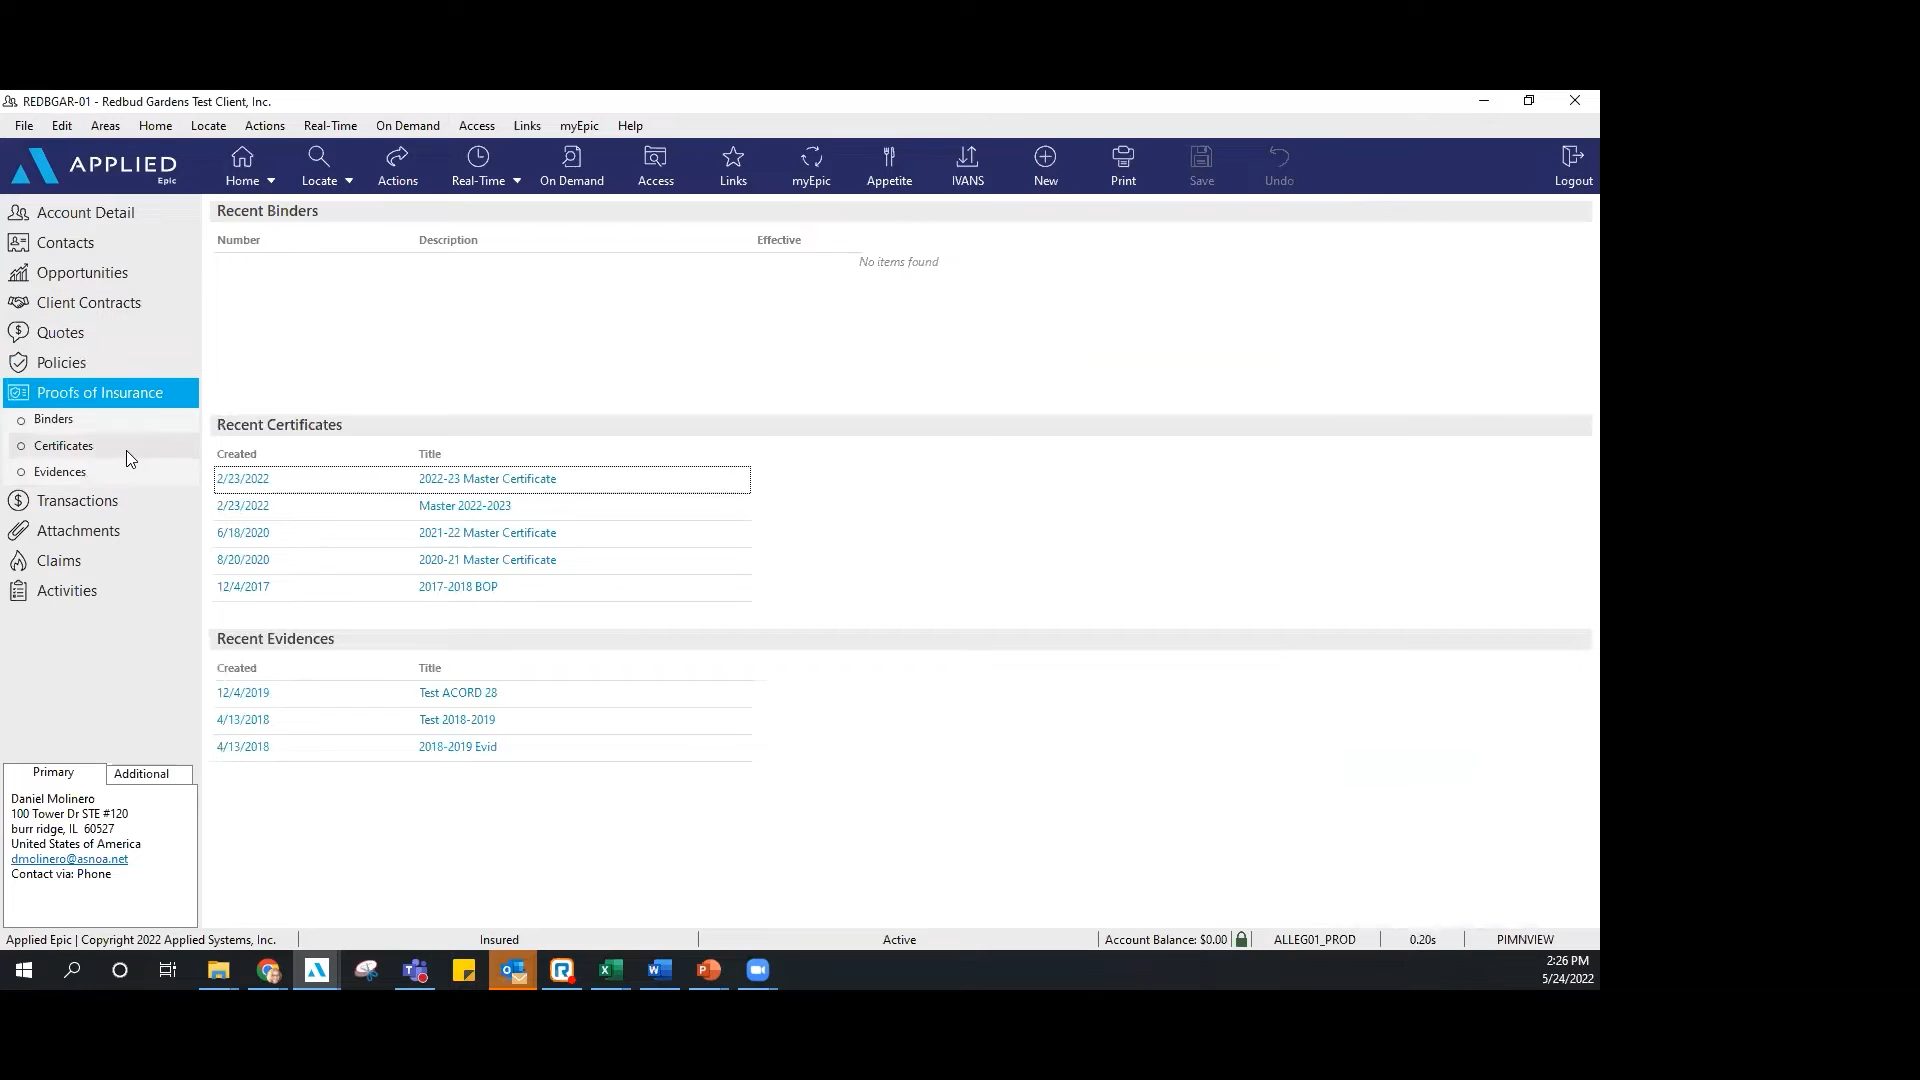 REDBGAR-01 - Redbud Gardens Test Client, Inc.
File Edit Areas Home Locate Actions Real-Time On Demand Access Links myEpic Help
APPLIED
Epic
Home Locate Actions Real-Time On Demand Access Links myEpic Appetite IVANS New Print Save Undo Logout
Account Detail
Contacts
Opportunities
Client Contracts
Quotes
Policies
Proofs of Insurance
Binders
Certificates
Evidences
Transactions
Attachments
Claims
Activities
Recent Binders
Number Description Effective
No items found
Recent Certificates
Created Title
2/23/2022 2022-23 Master Certificate
2/23/2022 Master 2022-2023
6/18/2020 2021-22 Master Certificate
8/20/2020 2020-21 Master Certificate
12/4/2017 2017-2018 BOP
Recent Evidences
Created Title
12/4/2019 Test ACORD 28
4/13/2018 Test 2018-2019
4/13/2018 2018-2019 Evid
Primary Additional
Daniel Molinero
100 Tower Dr STE #120
burr ridge, IL 60527
United States of America
dmolinero@asnoa.net
Contact via: Phone
Applied Epic | Copyright 2022 Applied Systems, Inc. Insured Active Account Balance: $0.00 ALLEG01_PROD 0.20s PIMNVIEW
2:26 PM
5/24/2022